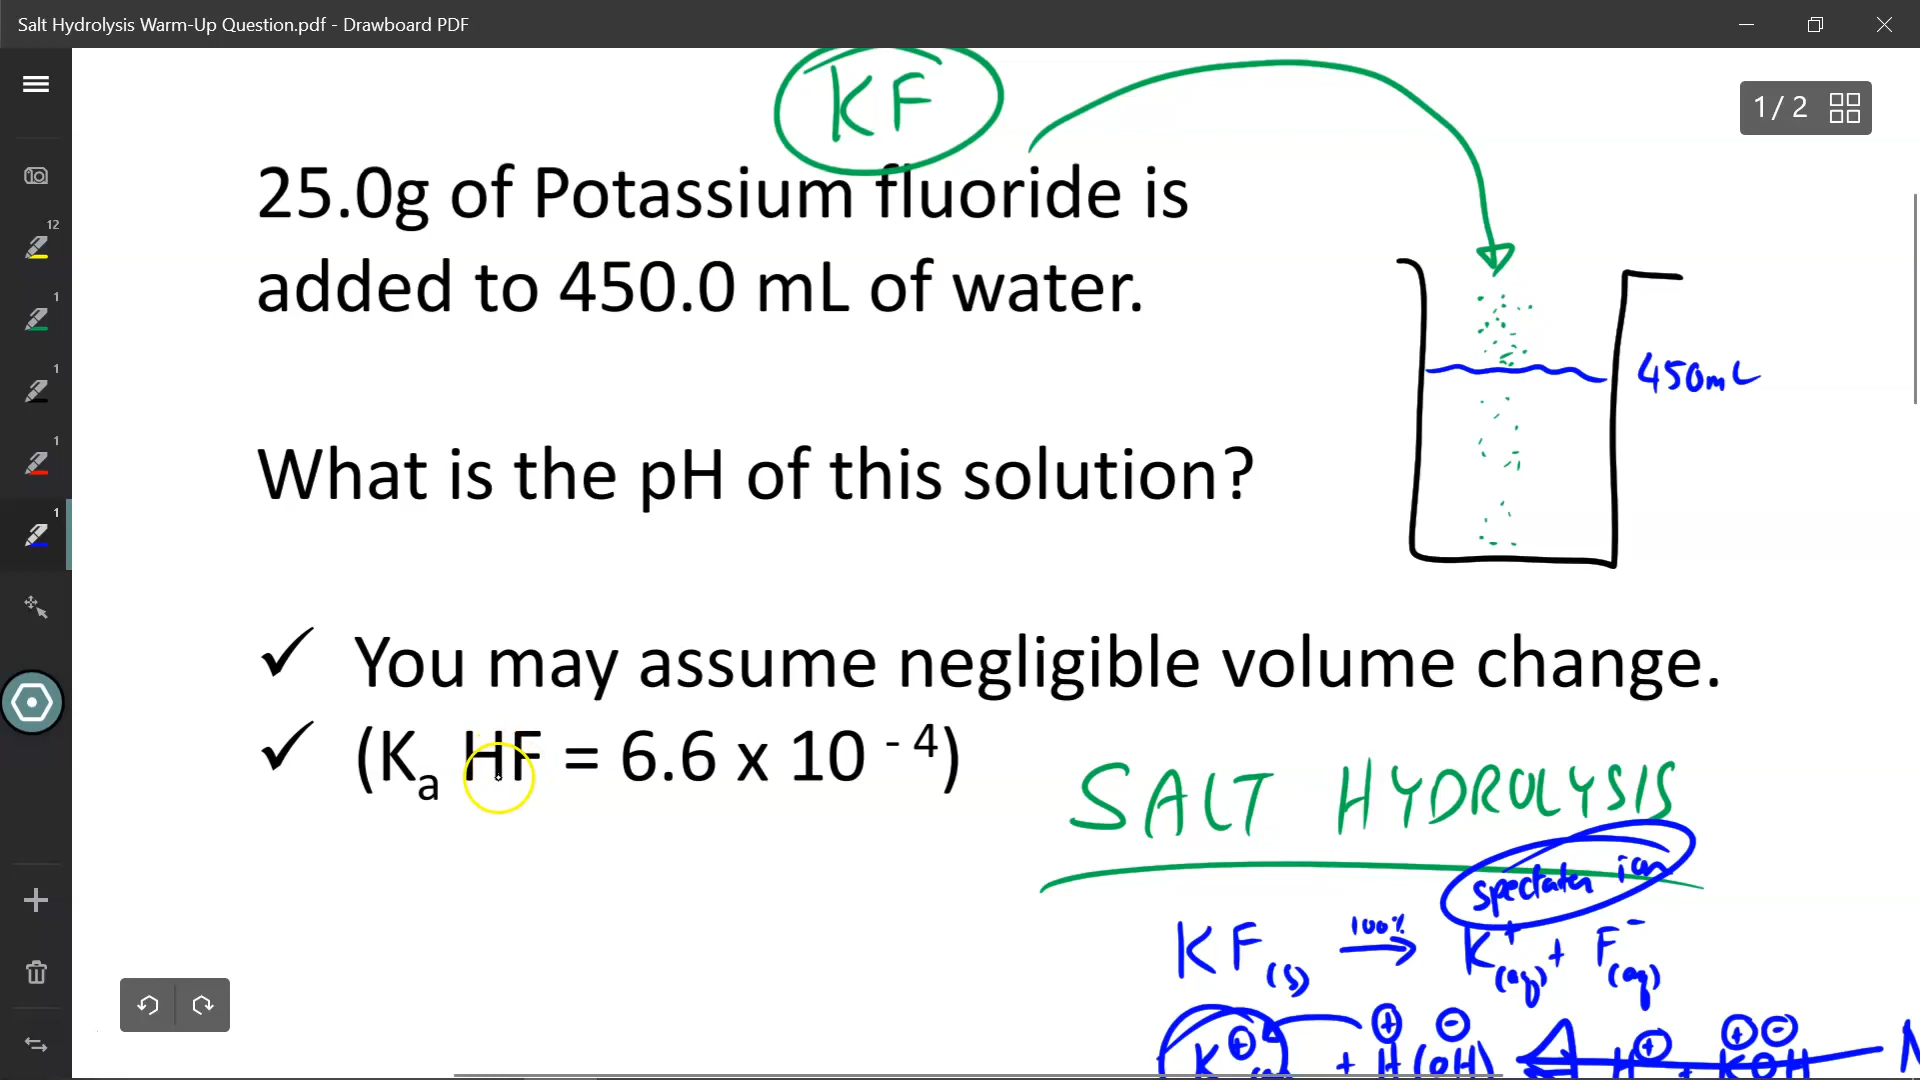 Salt Hydrolysis Warm-Up Question.pdf - Drawboard PDF
1 / 2
KF
25.0g of Potassium fluoride is
added to 450.0 mL of water.
450mL
What is the pH of this solution?
✓ You may assume negligible volume change.
✓ (Ka HF = 6.6 x 10 - 4)
SALT HYDROLYSIS
spectator ion
KF(s) 100% → K+(aq) + F-(aq)
+ H (OH)
+ KOH
12
1
1
1
1